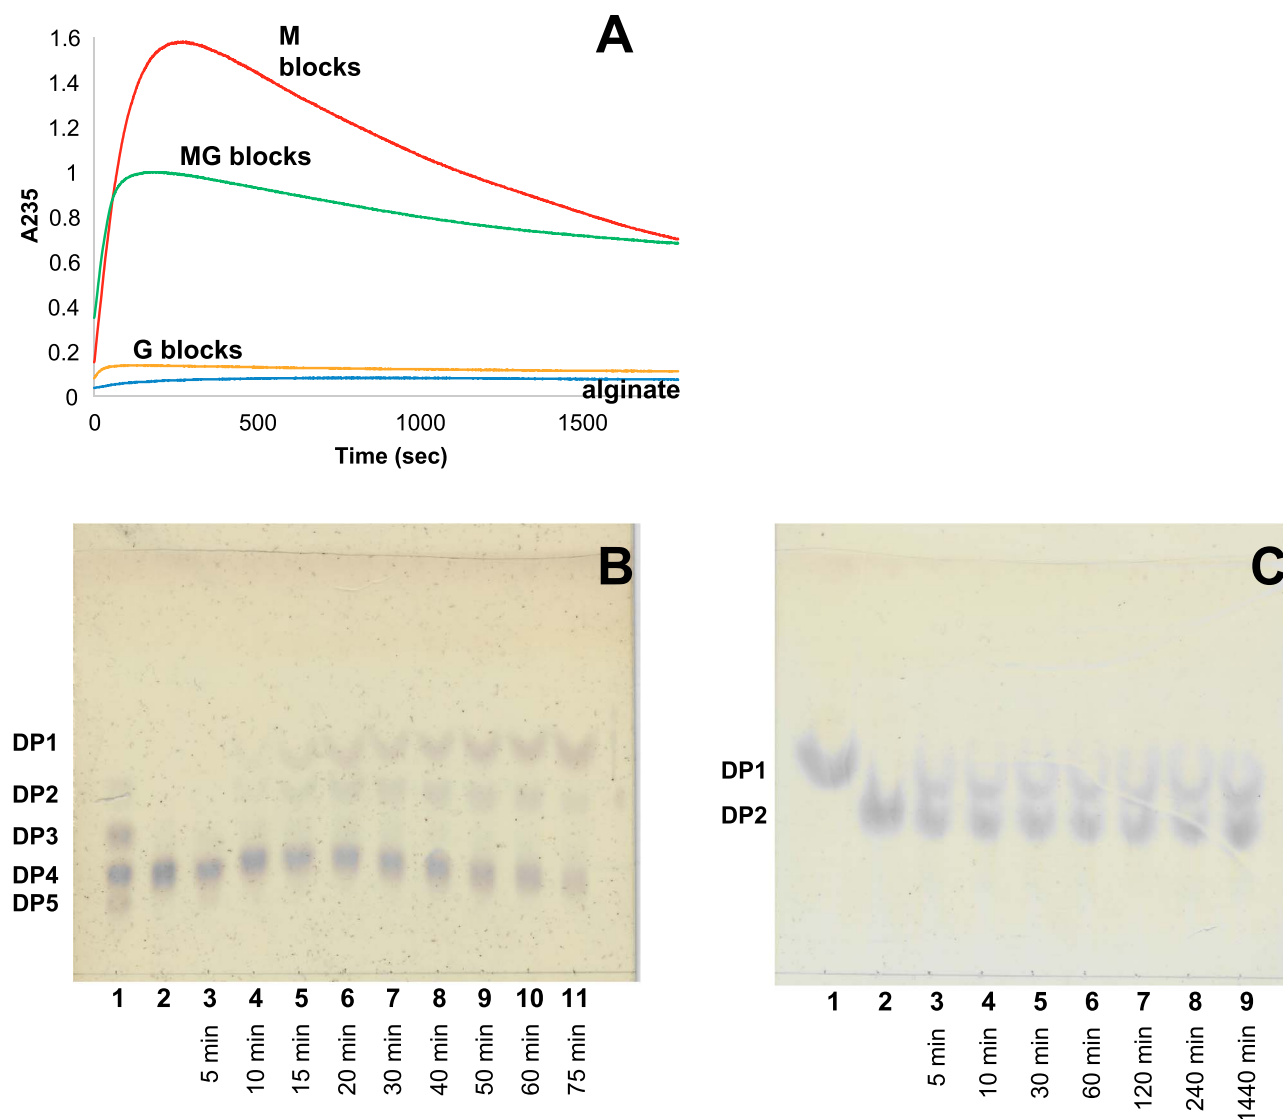 A
1.6
1.4
1.2
1
0.8
0.6
0.4
0.2
0
A235
M
blocks
MG blocks
G blocks
alginate
0 500 1000 1500
Time (sec)
B
DP1
DP2
DP3
DP4
DP5
1 2 3 4 5 6 7 8 9 10 11
5 min 10 min 15 min 20 min 30 min 40 min 50 min 60 min 75 min
C
DP1
DP2
1 2 3 4 5 6 7 8 9
5 min 10 min 30 min 60 min 120 min 240 min 1440 min